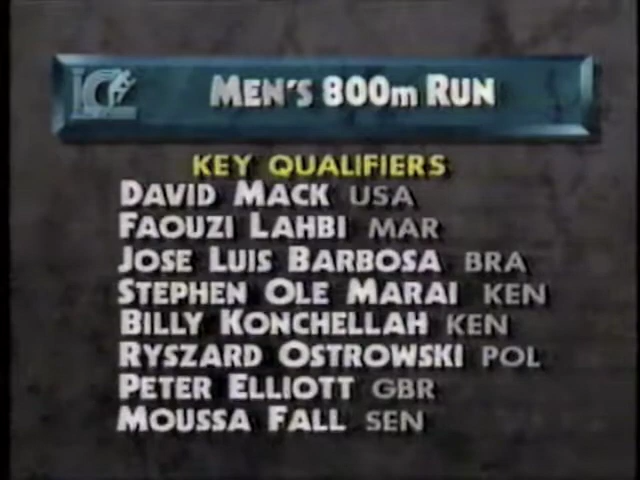 MEN'S 800m RUN
KEY QUALIFIERS
DAVID MACK USA
FAOUZI LAHBI MAR
JOSE LUIS BARBOSA BRA
STEPHEN OLE MARAI KEN
BILLY KONCHELLAH KEN
RYSZARD OSTROWSKI POL
PETER ELLIOTT GBR
MOUSSA FALL SEN